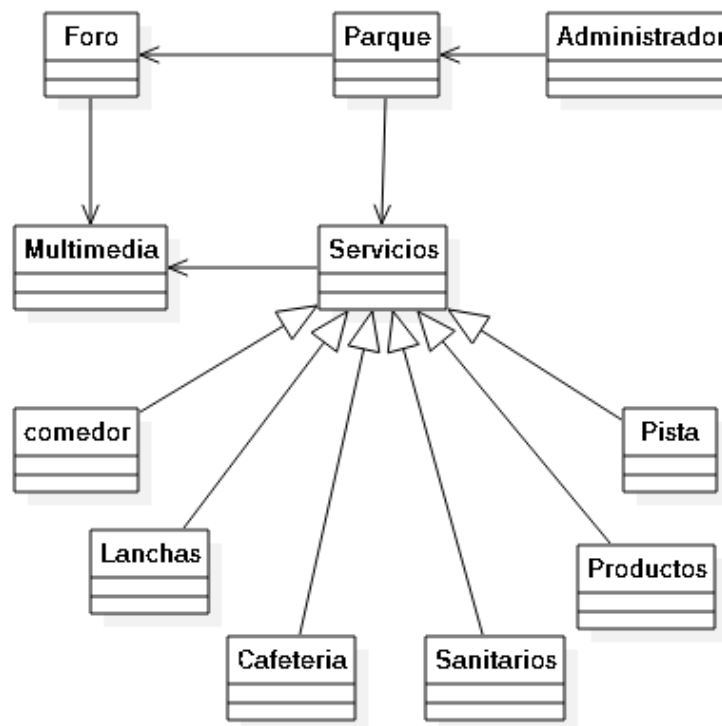 Foro
Parque
Administrador
Multimedia
Servicios
comedor
Pista
Lanchas
Productos
Cafeteria
Sanitarios